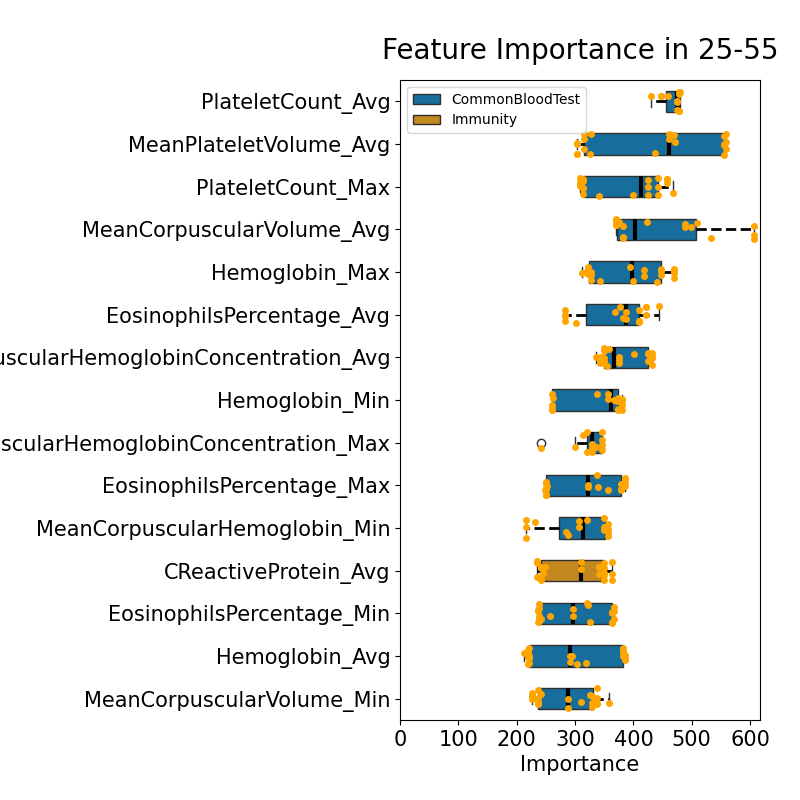 Feature Importance in 25-55
CommonBloodTest
Immunity
PlateletCount_Avg
MeanPlateletVolume_Avg
PlateletCount_Max
MeanCorpuscularVolume_Avg
Hemoglobin_Max
EosinophilsPercentage_Avg
uscularHemoglobinConcentration_Avg
Hemoglobin_Min
scularHemoglobinConcentration_Max
EosinophilsPercentage_Max
MeanCorpuscularHemoglobin_Min
CReactiveProtein_Avg
EosinophilsPercentage_Min
Hemoglobin_Avg
MeanCorpuscularVolume_Min
0 100 200 300 400 500 600
Importance